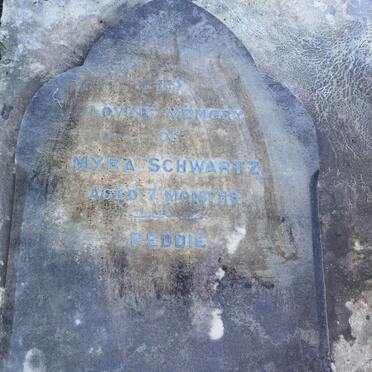 IN
LOVING MEMORY
OF
MYRA SCHWARTZ,
AGED 7 MONTHS.
PEDDIE